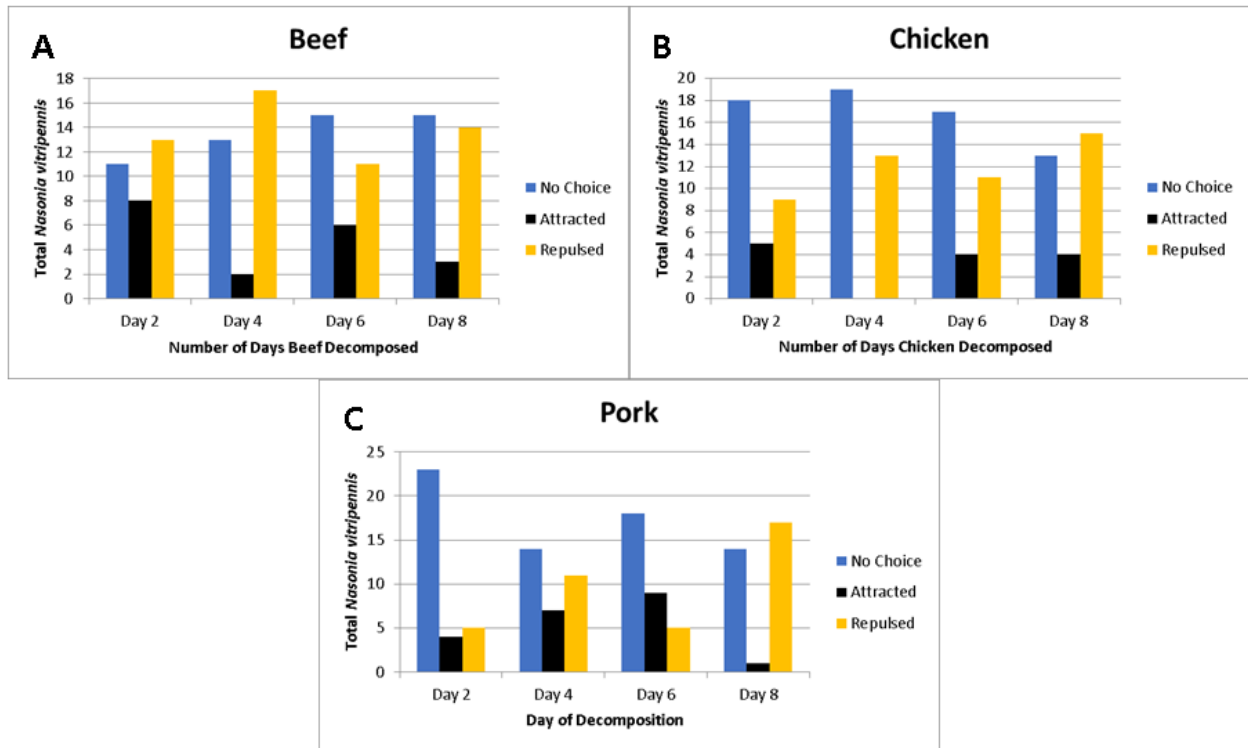 A
Beef
Total Nasonia vitripennis
18
16
14
12
10
8
6
4
2
0
Day 2 Day 4 Day 6 Day 8
Number of Days Beef Decomposed
No Choice
Attracted
Repulsed
B
Chicken
Total Nasonia vitripennis
20
18
16
14
12
10
8
6
4
2
0
Day 2 Day 4 Day 6 Day 8
Number of Days Chicken Decomposed
No Choice
Attracted
Repulsed
C
Pork
Total Nasonia vitripennis
25
20
15
10
5
0
Day 2 Day 4 Day 6 Day 8
Day of Decomposition
No Choice
Attracted
Repulsed